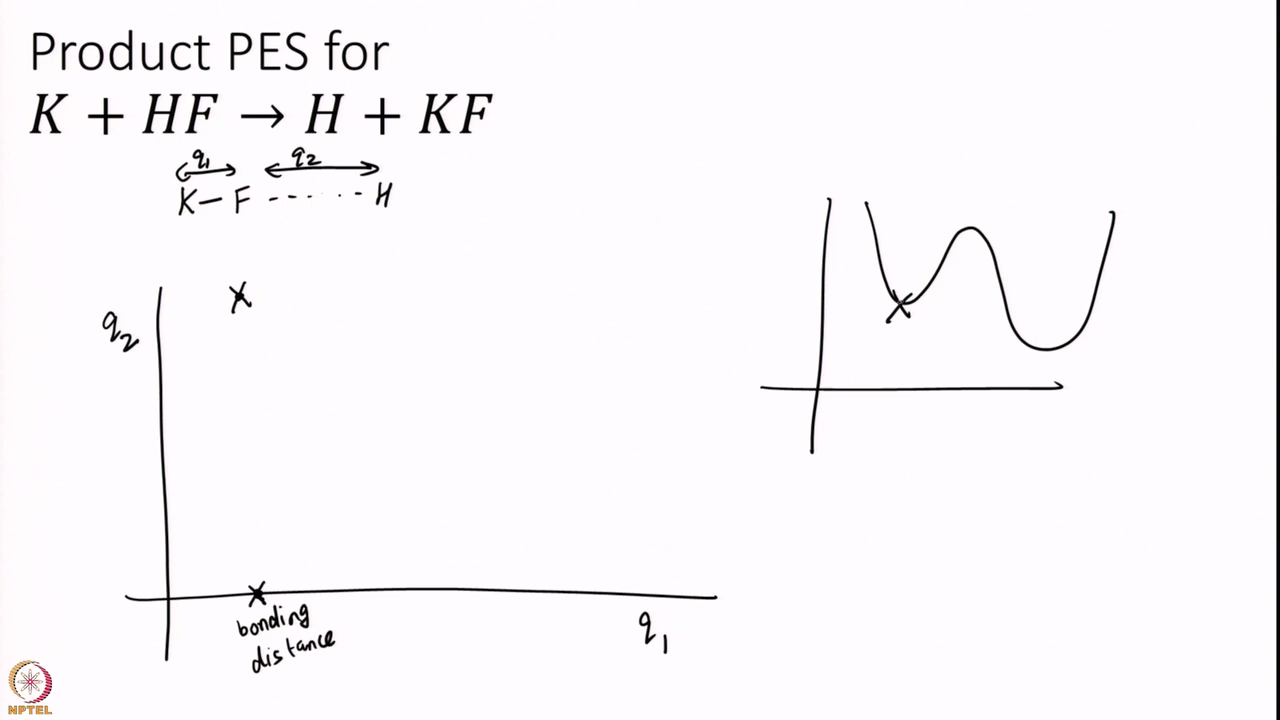 Product PES for
K + HF → H + KF
q₁ q₂
K – F ------ H
q₂
bonding
distance
q₁
NPTEL